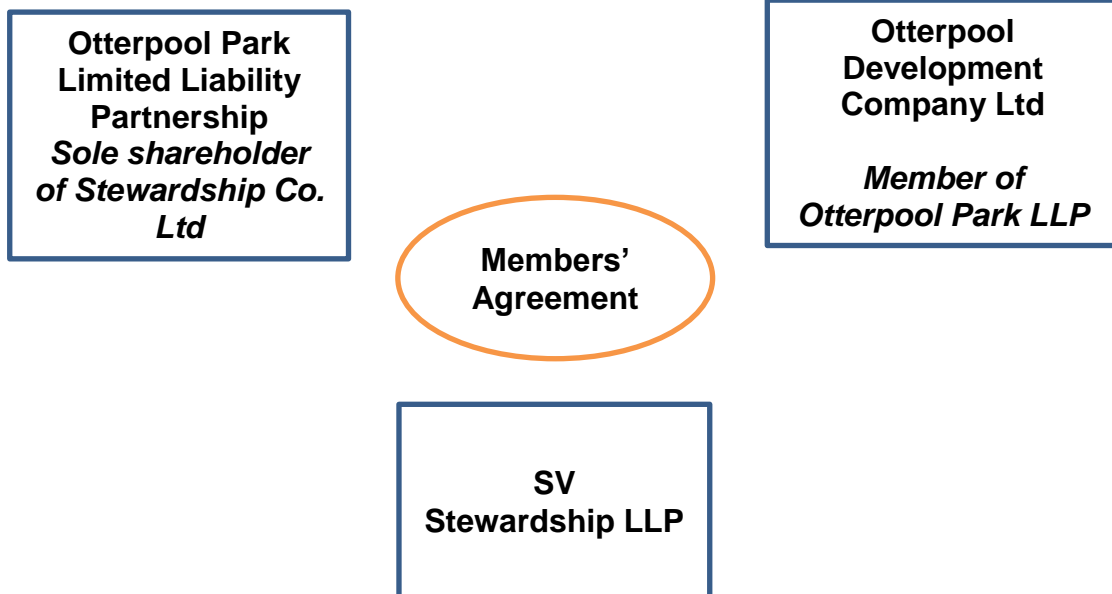 Otterpool Park
Limited Liability
Partnership
Sole shareholder
of Stewardship Co.
Ltd
Otterpool
Development
Company Ltd
Member of
Otterpool Park LLP
Members’
Agreement
SV
Stewardship LLP